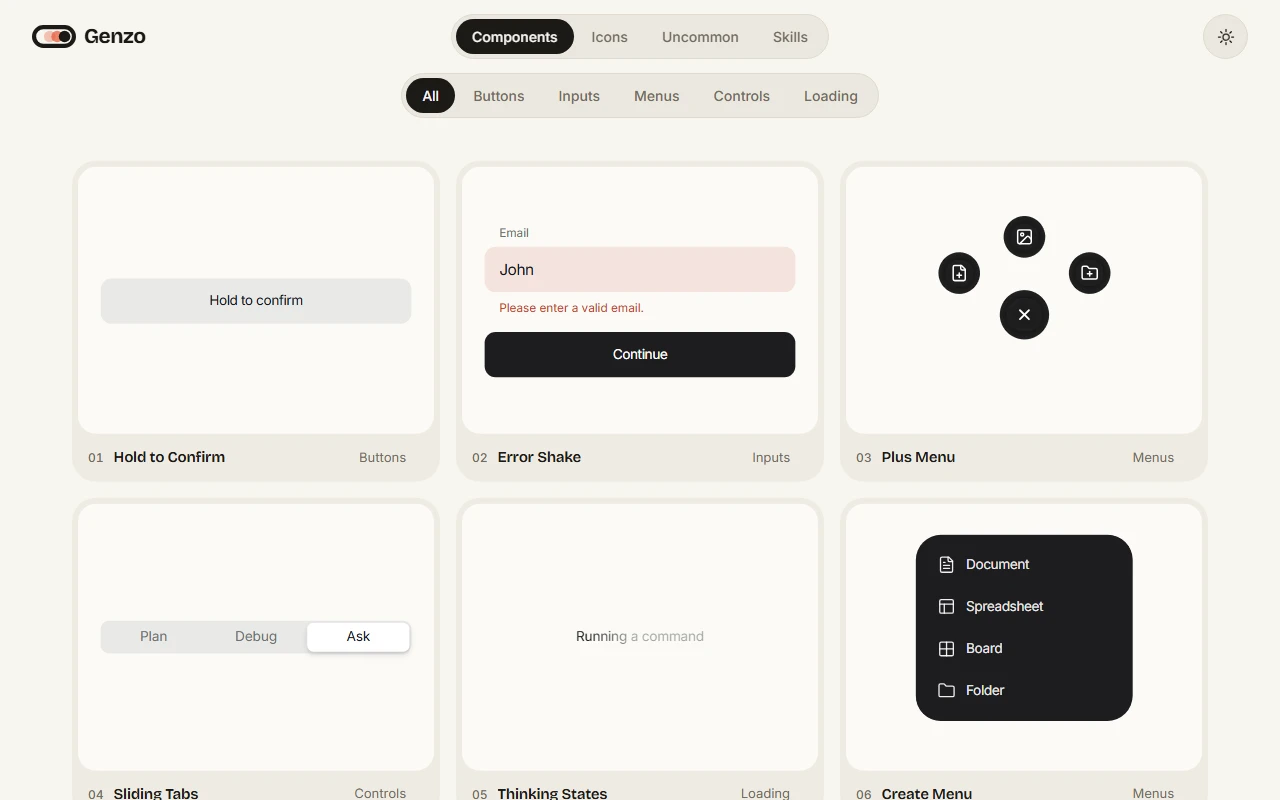 Genzo
Components Icons Uncommon Skills
All Buttons Inputs Menus Controls Loading
Hold to confirm
01 Hold to Confirm Buttons
Email
John
Please enter a valid email.
Continue
02 Error Shake Inputs
03 Plus Menu Menus
Plan Debug Ask
04 Sliding Tabs Controls
Running a command
05 Thinking States Loading
Document
Spreadsheet
Board
Folder
06 Create Menu Menus